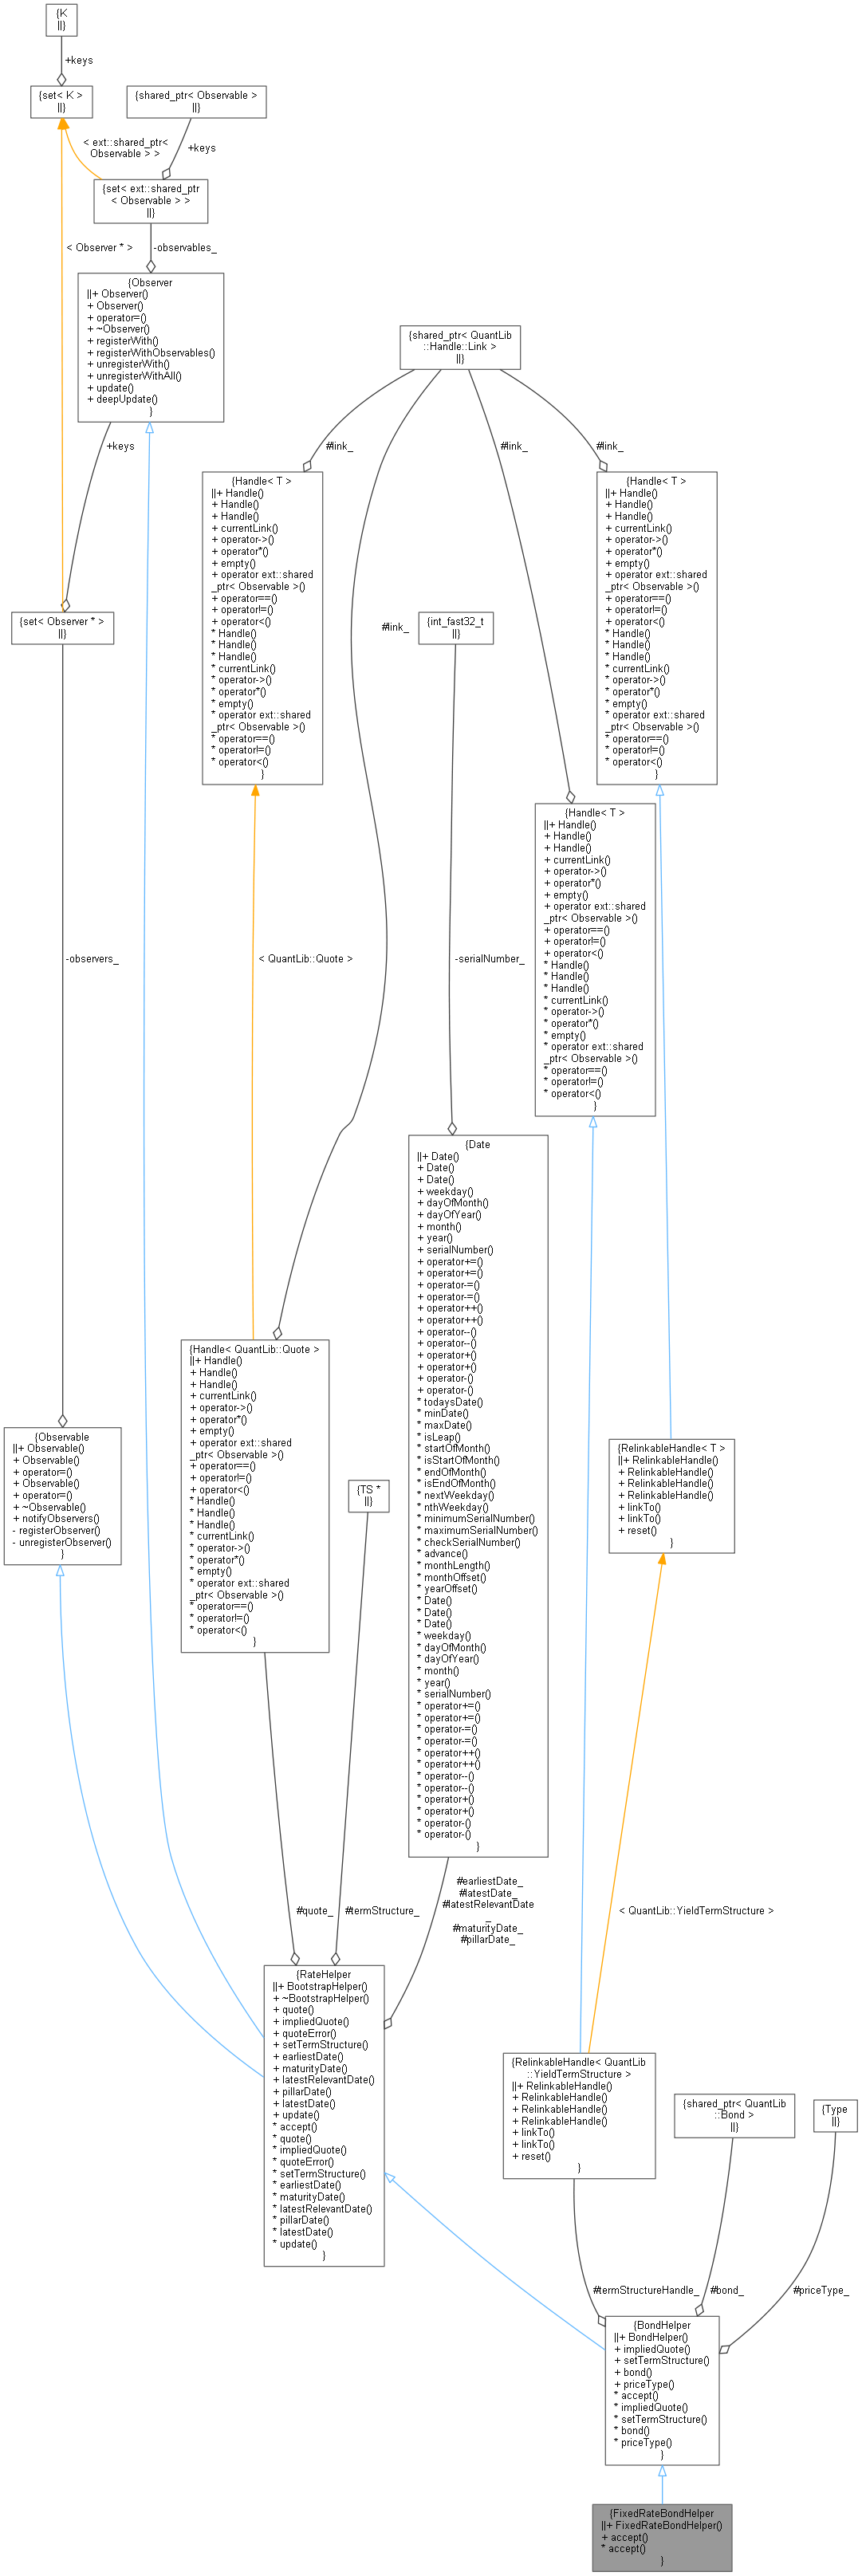 {K
||}
+keys
{set< K >
||}
{shared_ptr< Observable >
||}
< ext::shared_ptr<
Observable > >
+keys
{set< ext::shared_ptr
< Observable > >
||}
< Observer * >
-observables_
{Observer
||+ Observer()
+ Observer()
+ operator=()
+ ~Observer()
+ registerWith()
+ registerWithObservables()
+ unregisterWith()
+ unregisterWithAll()
+ update()
+ deepUpdate()
}
{shared_ptr< QuantLib
::Handle::Link >
||}
+keys
#link_
#link_
#link_
{Handle< T >
||+ Handle()
+ Handle()
+ Handle()
+ currentLink()
+ operator->()
+ operator*()
+ empty()
+ operator ext::shared
_ptr< Observable >()
+ operator==()
+ operator!=()
+ operator<()
* Handle()
* Handle()
* Handle()
* currentLink()
* operator->()
* operator*()
* empty()
* operator ext::shared
_ptr< Observable >()
* operator==()
* operator!=()
* operator<()
}
{Handle< T >
||+ Handle()
+ Handle()
+ Handle()
+ currentLink()
+ operator->()
+ operator*()
+ empty()
+ operator ext::shared
_ptr< Observable >()
+ operator==()
+ operator!=()
+ operator<()
* Handle()
* Handle()
* Handle()
* currentLink()
* operator->()
* operator*()
* empty()
* operator ext::shared
_ptr< Observable >()
* operator==()
* operator!=()
* operator<()
}
{set< Observer * >
||}
#link_
{int_fast32_t
||}
{Handle< T >
||+ Handle()
+ Handle()
+ Handle()
+ currentLink()
+ operator->()
+ operator*()
+ empty()
+ operator ext::shared
_ptr< Observable >()
+ operator==()
+ operator!=()
+ operator<()
* Handle()
* Handle()
* Handle()
* currentLink()
* operator->()
* operator*()
* empty()
* operator ext::shared
_ptr< Observable >()
* operator==()
* operator!=()
* operator<()
}
-observers_
< QuantLib::Quote >
-serialNumber_
{Date
||+ Date()
+ Date()
+ Date()
+ weekday()
+ dayOfMonth()
+ dayOfYear()
+ month()
+ year()
+ serialNumber()
+ operator+=()
+ operator+=()
+ operator-=()
+ operator-=()
+ operator++()
+ operator++()
+ operator--()
+ operator--()
+ operator+()
+ operator+()
+ operator-()
+ operator-()
* todaysDate()
* minDate()
* maxDate()
* isLeap()
* startOfMonth()
* isStartOfMonth()
* endOfMonth()
* isEndOfMonth()
* nextWeekday()
* nthWeekday()
* minimumSerialNumber()
* maximumSerialNumber()
* checkSerialNumber()
* advance()
* monthLength()
* monthOffset()
* yearOffset()
* Date()
* Date()
* Date()
* weekday()
* dayOfMonth()
* dayOfYear()
* month()
* year()
* serialNumber()
* operator+=()
* operator+=()
* operator-=()
* operator-=()
* operator++()
* operator++()
* operator--()
* operator--()
* operator+()
* operator+()
* operator-()
* operator-()
}
{Handle< QuantLib::Quote >
||+ Handle()
+ Handle()
+ Handle()
+ currentLink()
+ operator->()
+ operator*()
+ empty()
+ operator ext::shared
_ptr< Observable >()
+ operator==()
+ operator!=()
+ operator<()
* Handle()
* Handle()
* Handle()
* currentLink()
* operator->()
* operator*()
* empty()
* operator ext::shared
_ptr< Observable >()
* operator==()
* operator!=()
* operator<()
}
{Observable
||+ Observable()
+ Observable()
+ operator=()
+ Observable()
+ operator=()
+ ~Observable()
+ notifyObservers()
- registerObserver()
- unregisterObserver()
}
{TS *
||}
{RelinkableHandle< T >
||+ RelinkableHandle()
+ RelinkableHandle()
+ RelinkableHandle()
+ RelinkableHandle()
+ linkTo()
+ linkTo()
+ reset()
}
#quote_
#termStructure_
#earliestDate_
#latestDate_
#latestRelevantDate
_
#maturityDate_
#pillarDate_
< QuantLib::YieldTermStructure >
{RateHelper
||+ BootstrapHelper()
+ ~BootstrapHelper()
+ quote()
+ impliedQuote()
+ quoteError()
+ setTermStructure()
+ earliestDate()
+ maturityDate()
+ latestRelevantDate()
+ pillarDate()
+ latestDate()
+ update()
* accept()
* quote()
* impliedQuote()
* quoteError()
* setTermStructure()
* earliestDate()
* maturityDate()
* latestRelevantDate()
* pillarDate()
* latestDate()
* update()
}
{RelinkableHandle< QuantLib
::YieldTermStructure >
||+ RelinkableHandle()
+ RelinkableHandle()
+ RelinkableHandle()
+ RelinkableHandle()
+ linkTo()
+ linkTo()
+ reset()
}
{shared_ptr< QuantLib
::Bond >
||}
{Type
||}
#termStructureHandle_
#bond_
#priceType_
{BondHelper
||+ BondHelper()
+ impliedQuote()
+ setTermStructure()
+ bond()
+ priceType()
* accept()
* impliedQuote()
* setTermStructure()
* bond()
* priceType()
}
{FixedRateBondHelper
||+ FixedRateBondHelper()
+ accept()
* accept()
}